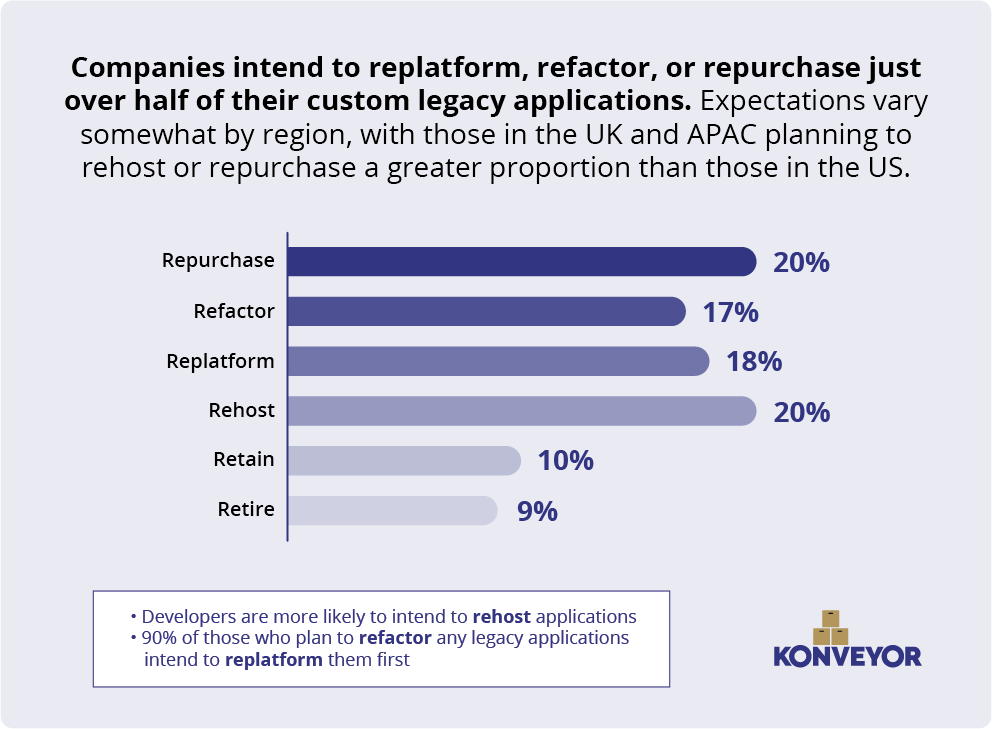 Companies intend to replatform, refactor, or repurchase just
over half of their custom legacy applications. Expectations vary
somewhat by region, with those in the UK and APAC planning to
rehost or repurchase a greater proportion than those in the US.
Repurchase 20%
Refactor 17%
Replatform 18%
Rehost 20%
Retain 10%
Retire 9%
• Developers are more likely to intend to rehost applications
• 90% of those who plan to refactor any legacy applications
intend to replatform them first
KONVEYOR